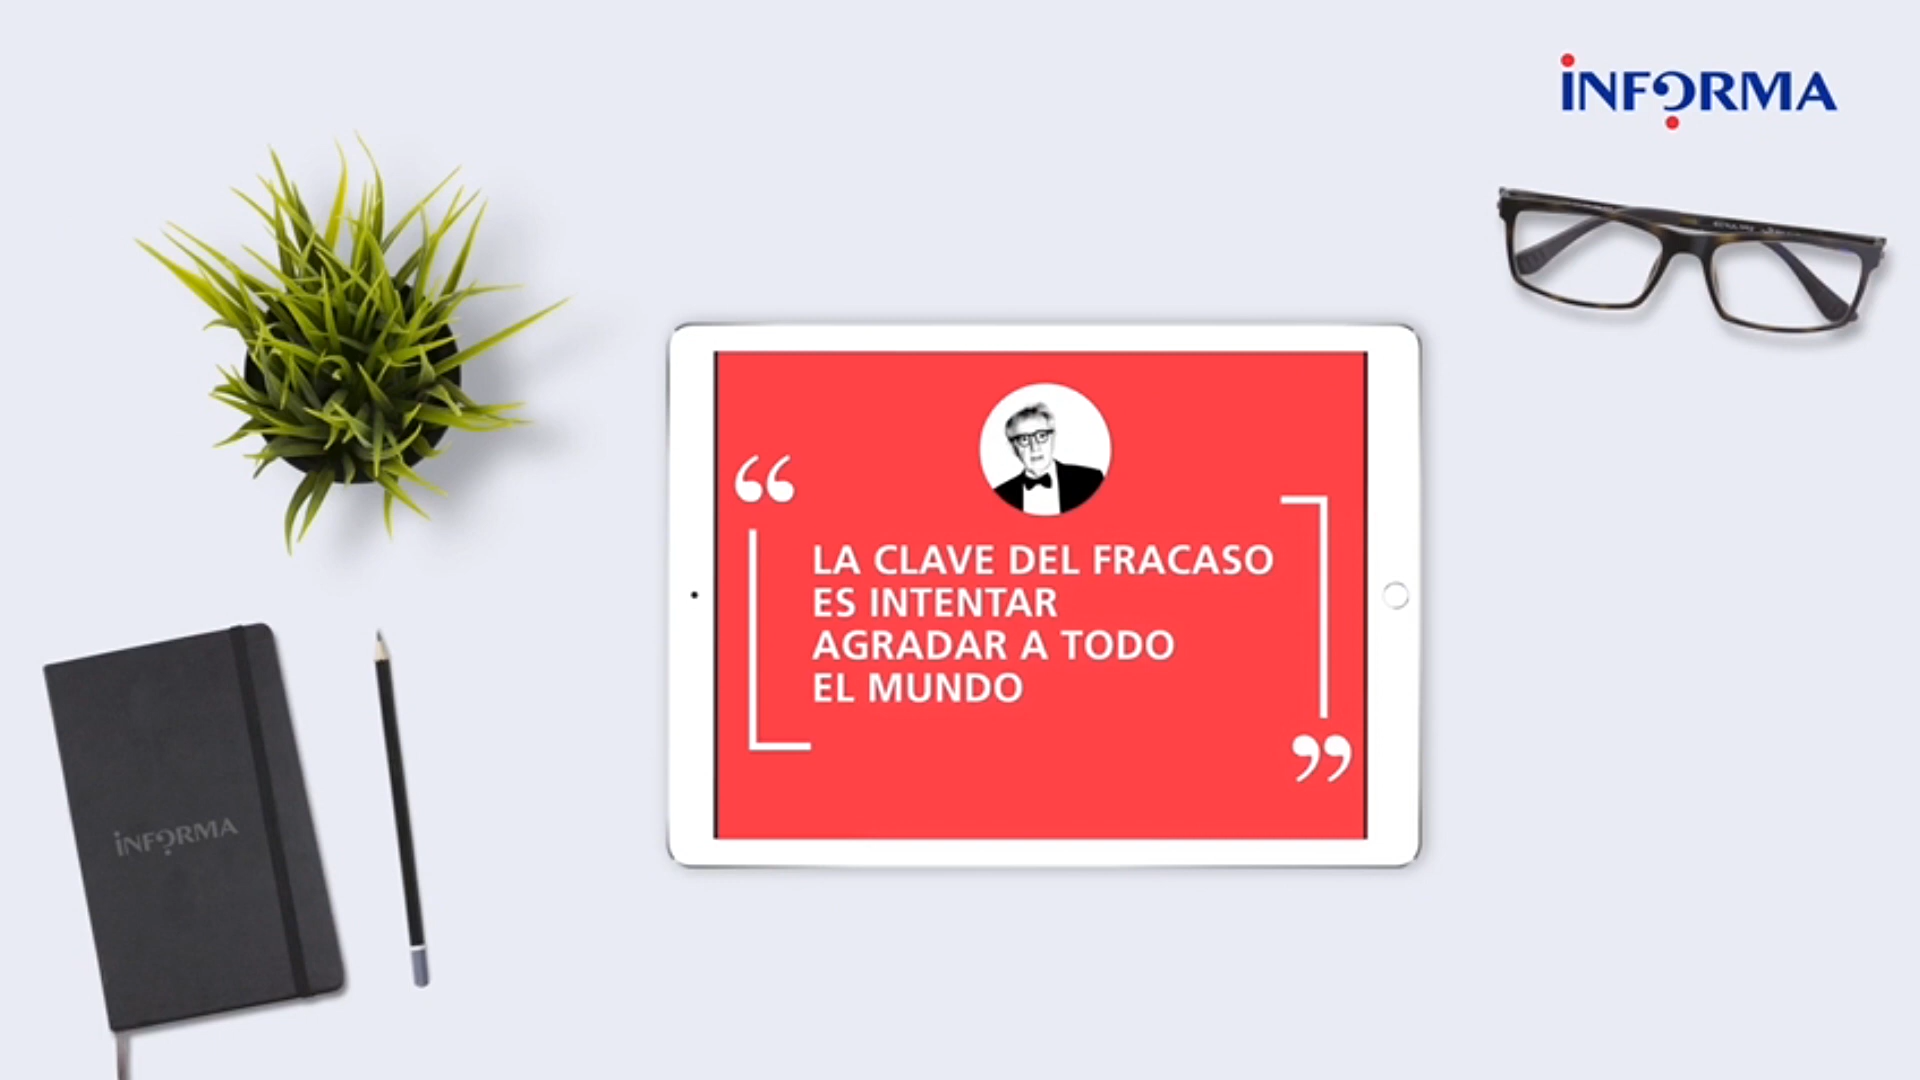 INFORMA
“
LA CLAVE DEL FRACASO
ES INTENTAR
AGRADAR A TODO
EL MUNDO
”
INFORMA